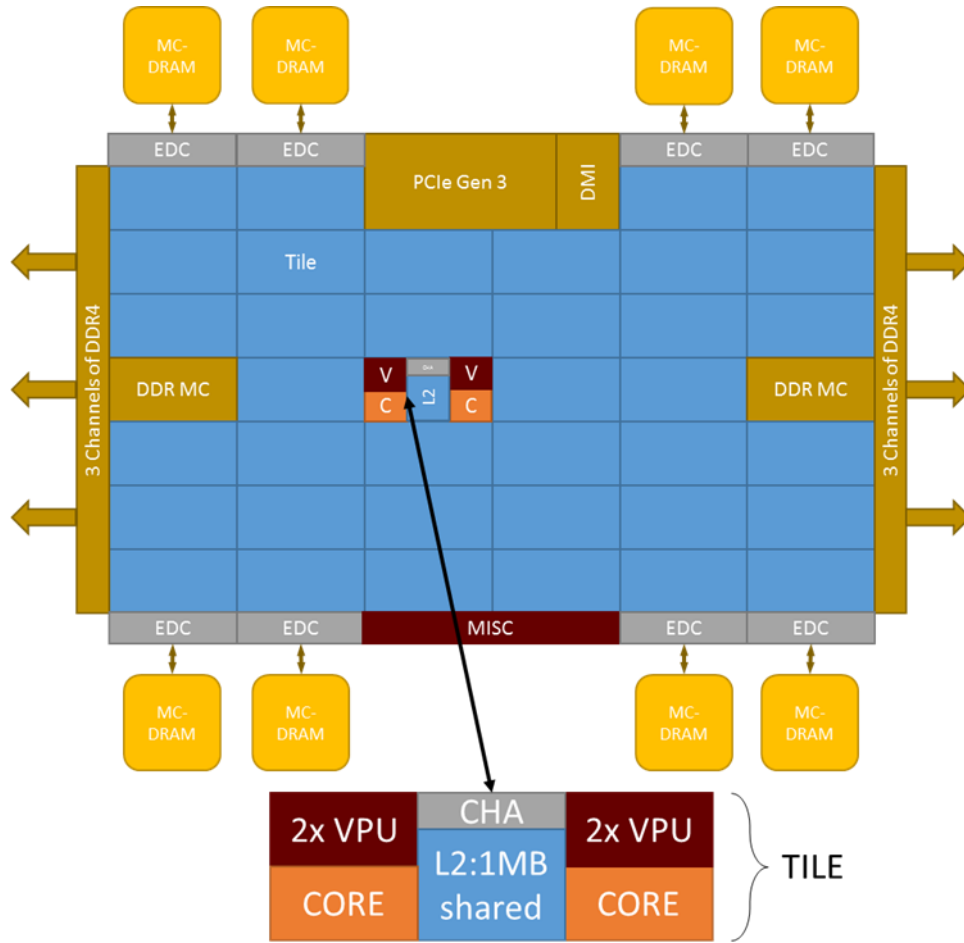 MC-
DRAM
MC-
DRAM
MC-
DRAM
MC-
DRAM
EDC
EDC
PCIe Gen 3
DMI
EDC
EDC
3 Channels of DDR4
Tile
3 Channels of DDR4
DDR MC
V
CHA
V
L2
C
C
DDR MC
EDC
EDC
MISC
EDC
EDC
MC-
DRAM
MC-
DRAM
MC-
DRAM
MC-
DRAM
2x VPU
CHA
2x VPU
L2:1MB
shared
CORE
CORE
TILE